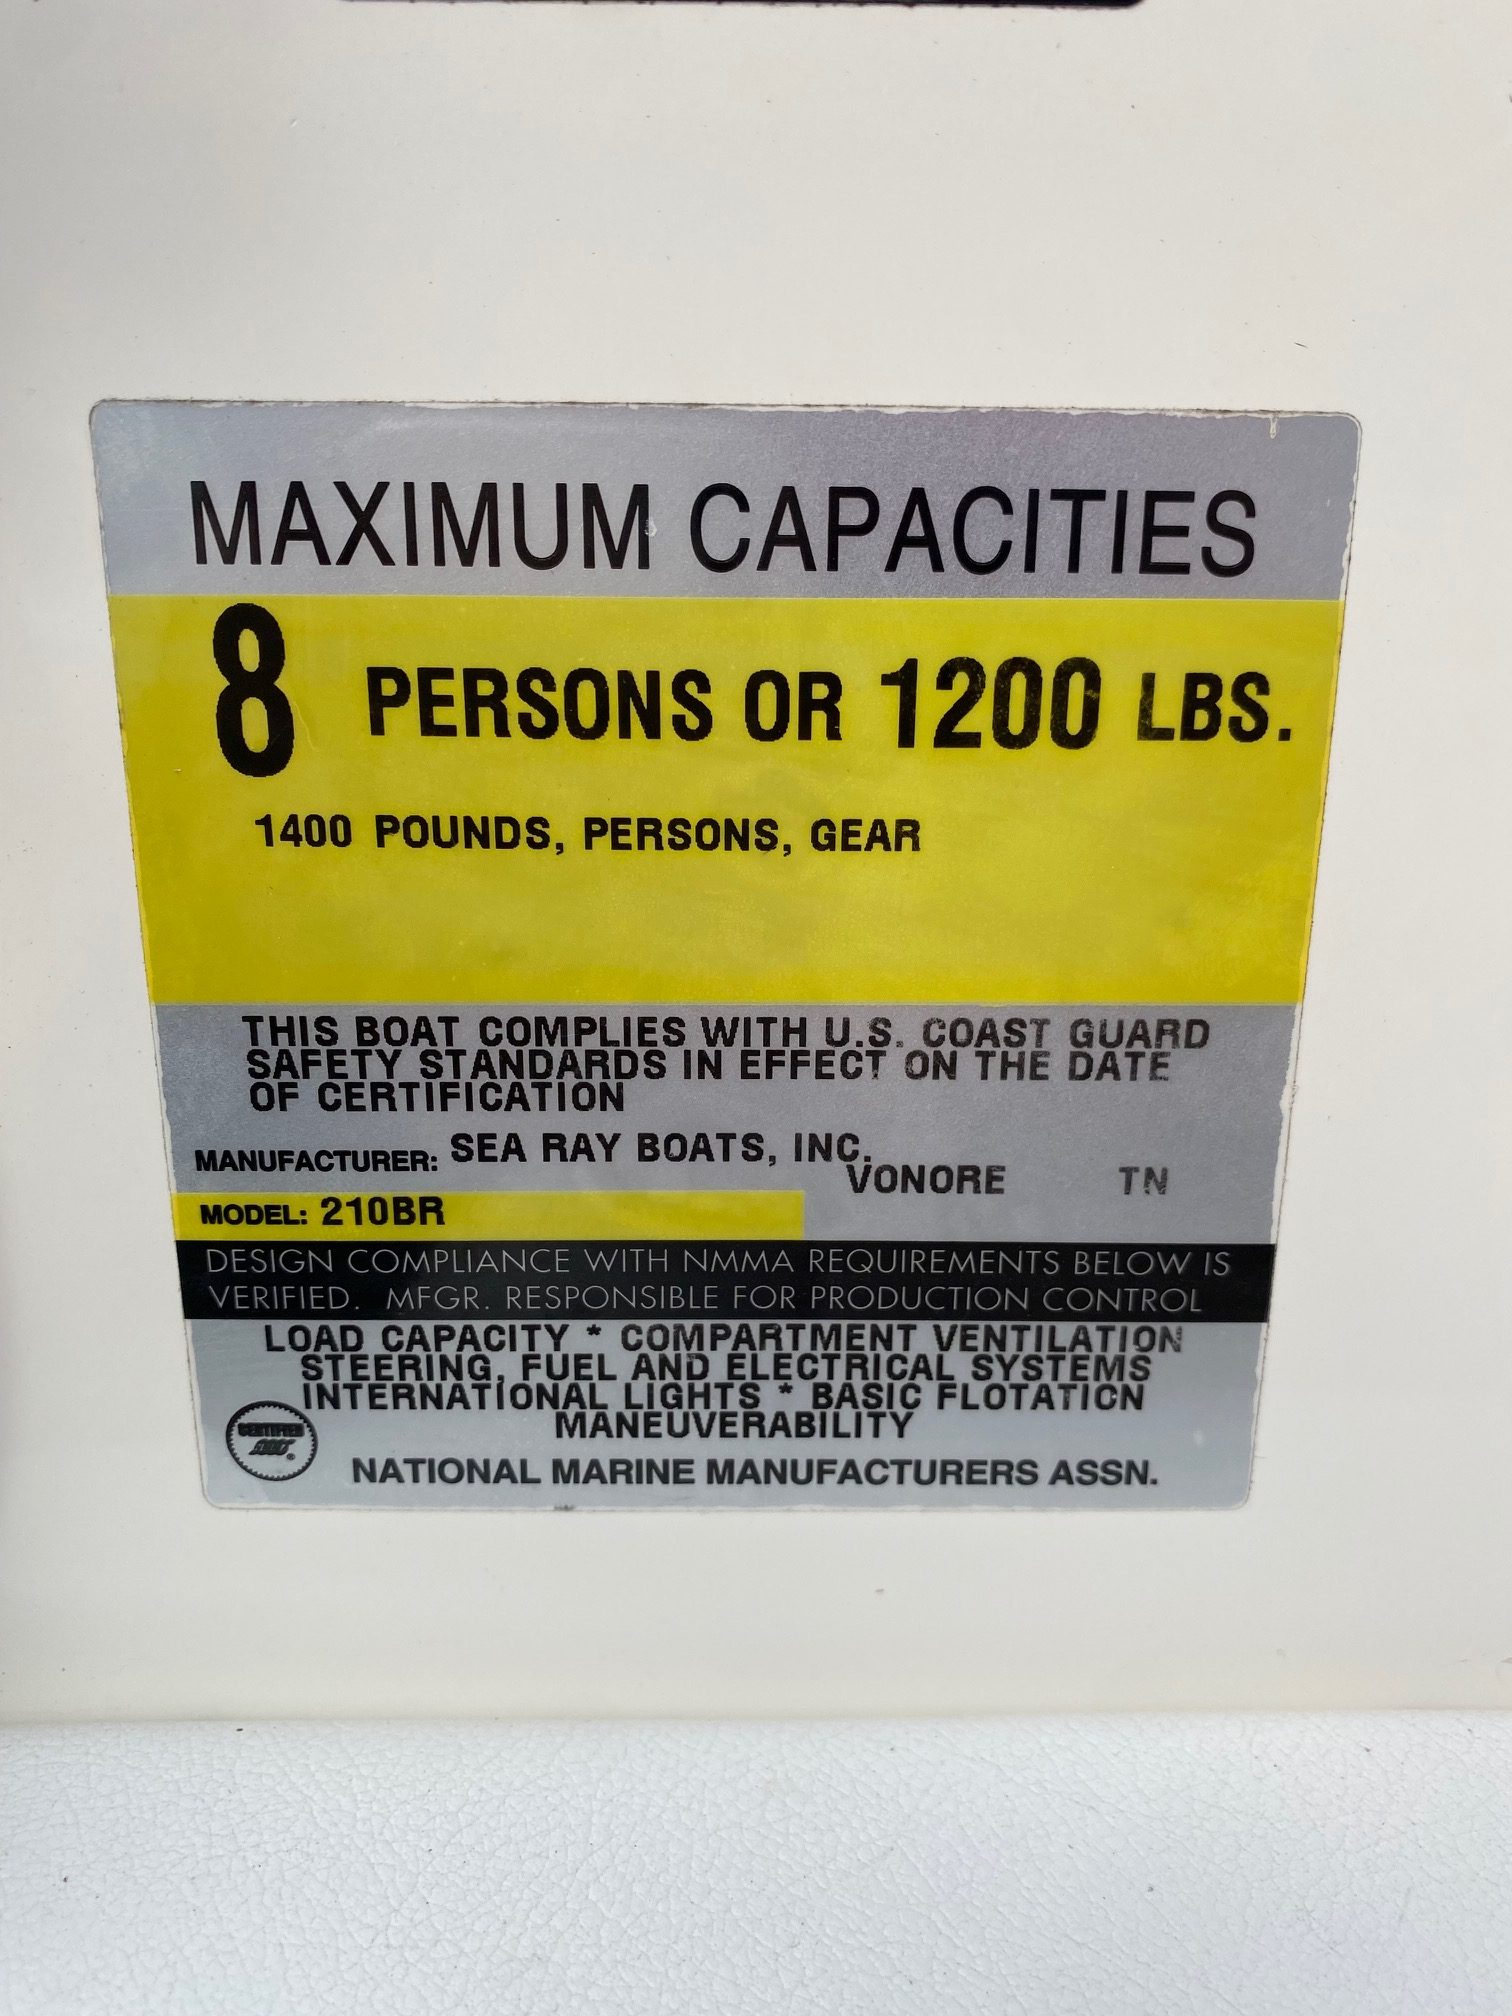 MAXIMUM CAPACITIES
8 PERSONS OR 1200 LBS.
1400 POUNDS, PERSONS, GEAR
THIS BOAT COMPLIES WITH U.S. COAST GUARD
SAFETY STANDARDS IN EFFECT ON THE DATE
OF CERTIFICATION
MANUFACTURER: SEA RAY BOATS, INC.
VONORE TN
MODEL: 210BR
DESIGN COMPLIANCE WITH NMMA REQUIREMENTS BELOW IS
VERIFIED. MFGR. RESPONSIBLE FOR PRODUCTION CONTROL
LOAD CAPACITY * COMPARTMENT VENTILATION
STEERING, FUEL AND ELECTRICAL SYSTEMS
INTERNATIONAL LIGHTS * BASIC FLOTATION
MANEUVERABILITY
CERTIFIED
NATIONAL MARINE MANUFACTURERS ASSN.